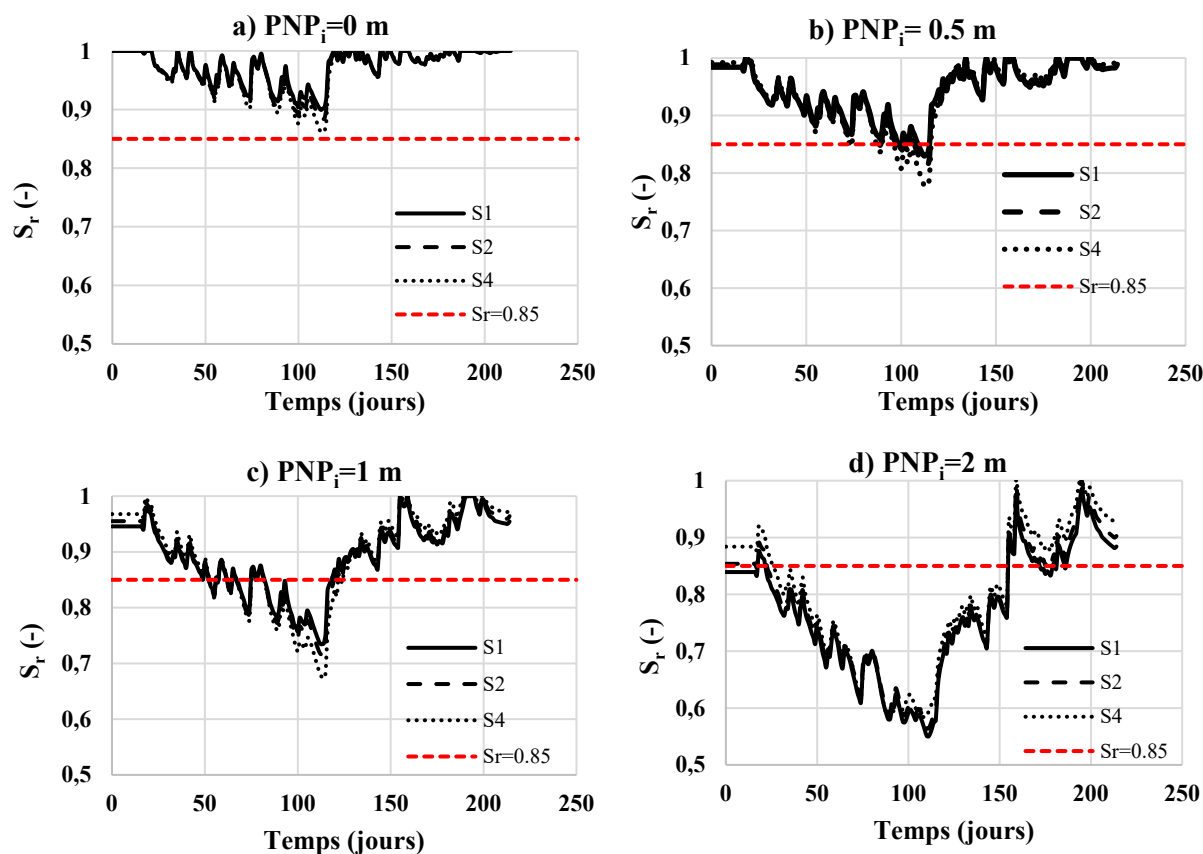 a) PNPi=0 m
1
0,9
0,8
0,7
0,6
0,5
Sr (-)
S1
S2
S4
Sr=0.85
0 50 100 150 200 250
Temps (jours)
b) PNPi= 0.5 m
1
0,9
0,8
0,7
0,6
0,5
Sr (-)
S1
S2
S4
Sr=0.85
0 50 100 150 200 250
Temps (jours)
c) PNPi=1 m
1
0,9
0,8
0,7
0,6
0,5
Sr (-)
S1
S2
S4
Sr=0.85
0 50 100 150 200 250
Temps (jours)
d) PNPi=2 m
1
0,9
0,8
0,7
0,6
0,5
Sr (-)
S1
S2
S4
Sr=0.85
0 50 100 150 200 250
Temps (jours)